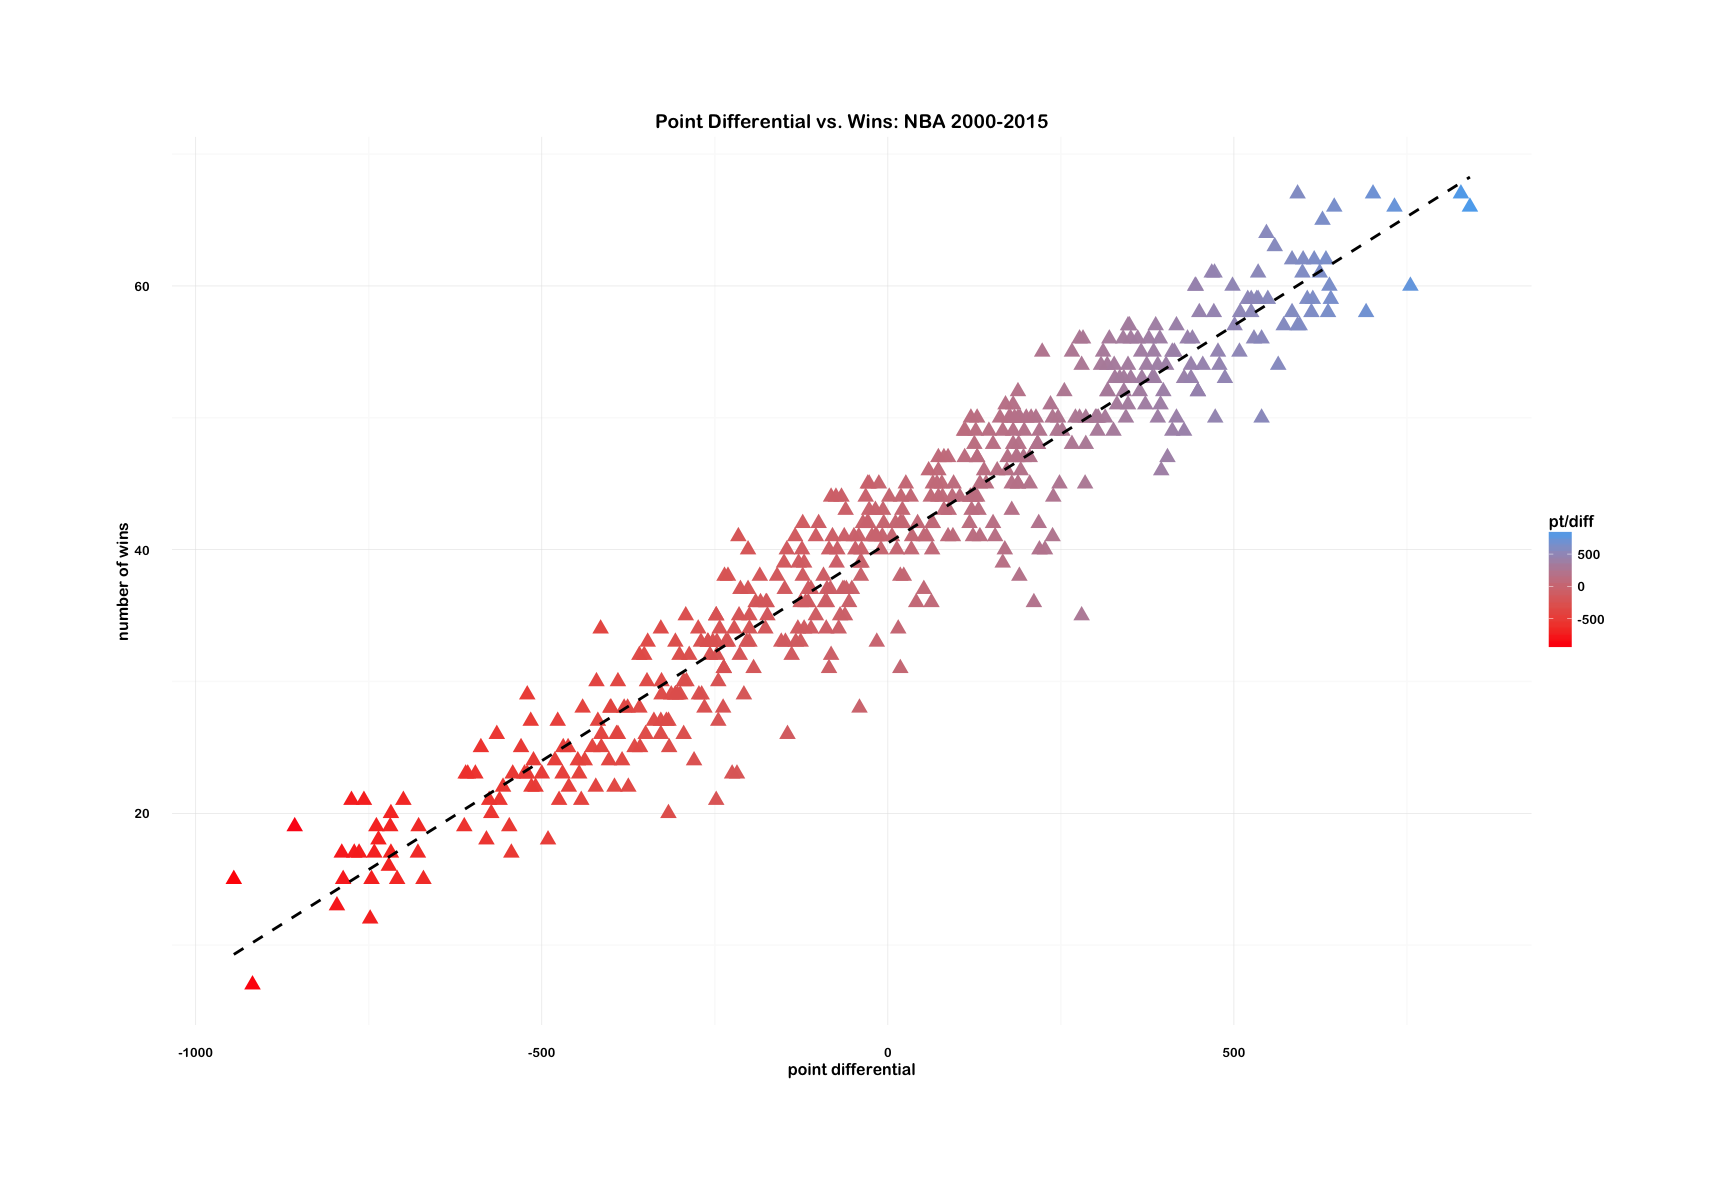 Point Differential vs. Wins: NBA 2000-2015
60
40
20
number of wins
-1000
-500
0
500
point differential
pt/diff
500
0
-500